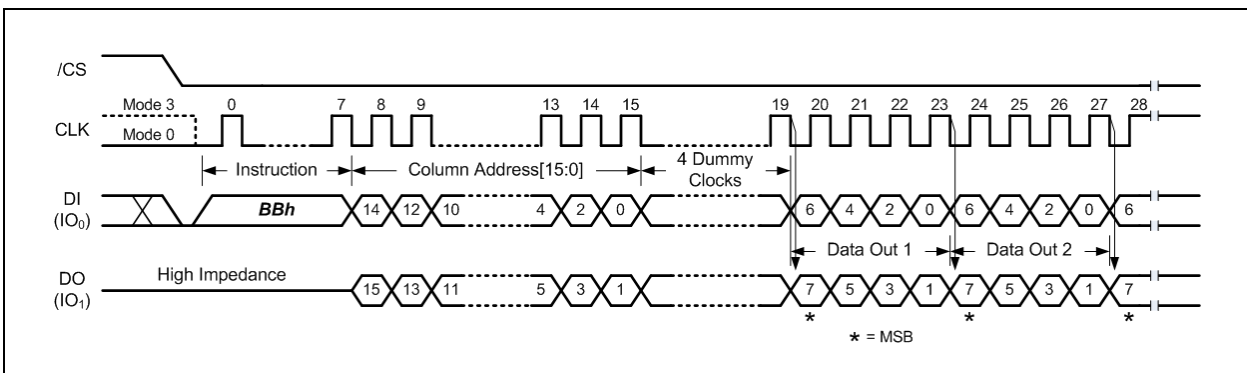 /CS
Mode 3 0 7 8 9 13 14 15 19 20 21 22 23 24 25 26 27 28
CLK
Mode 0
Instruction Column Address[15:0] 4 Dummy
Clocks
DI
(IO0) BBh 14 12 10 4 2 0 6 4 2 0 6 4 2 0 6
Data Out 1 Data Out 2
High Impedance
DO
(IO1) 15 13 11 5 3 1 7 5 3 1 7 5 3 1 7
* * *
* = MSB